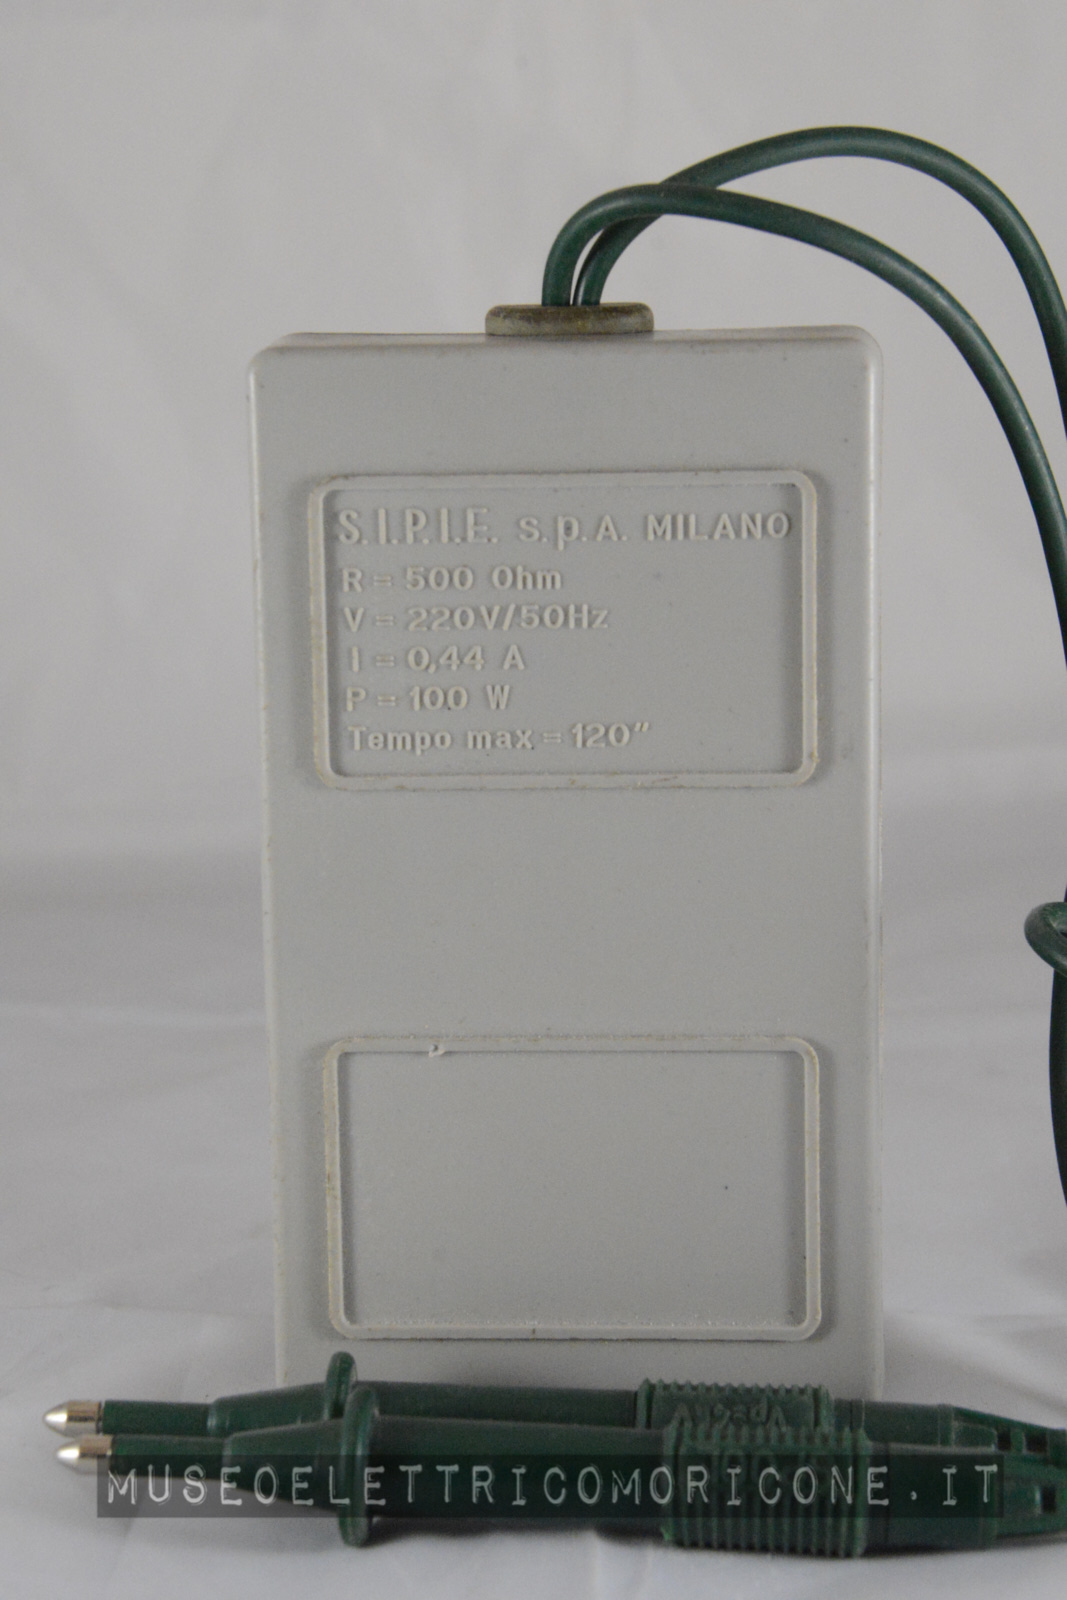 S.I.P.I.E. s.p.A. MILANO
R = 500 Ohm
V = 220V/50Hz
I = 0,44 A
P = 100 W
Tempo max = 120"
MUSEOELETTRICOMORICONE.IT